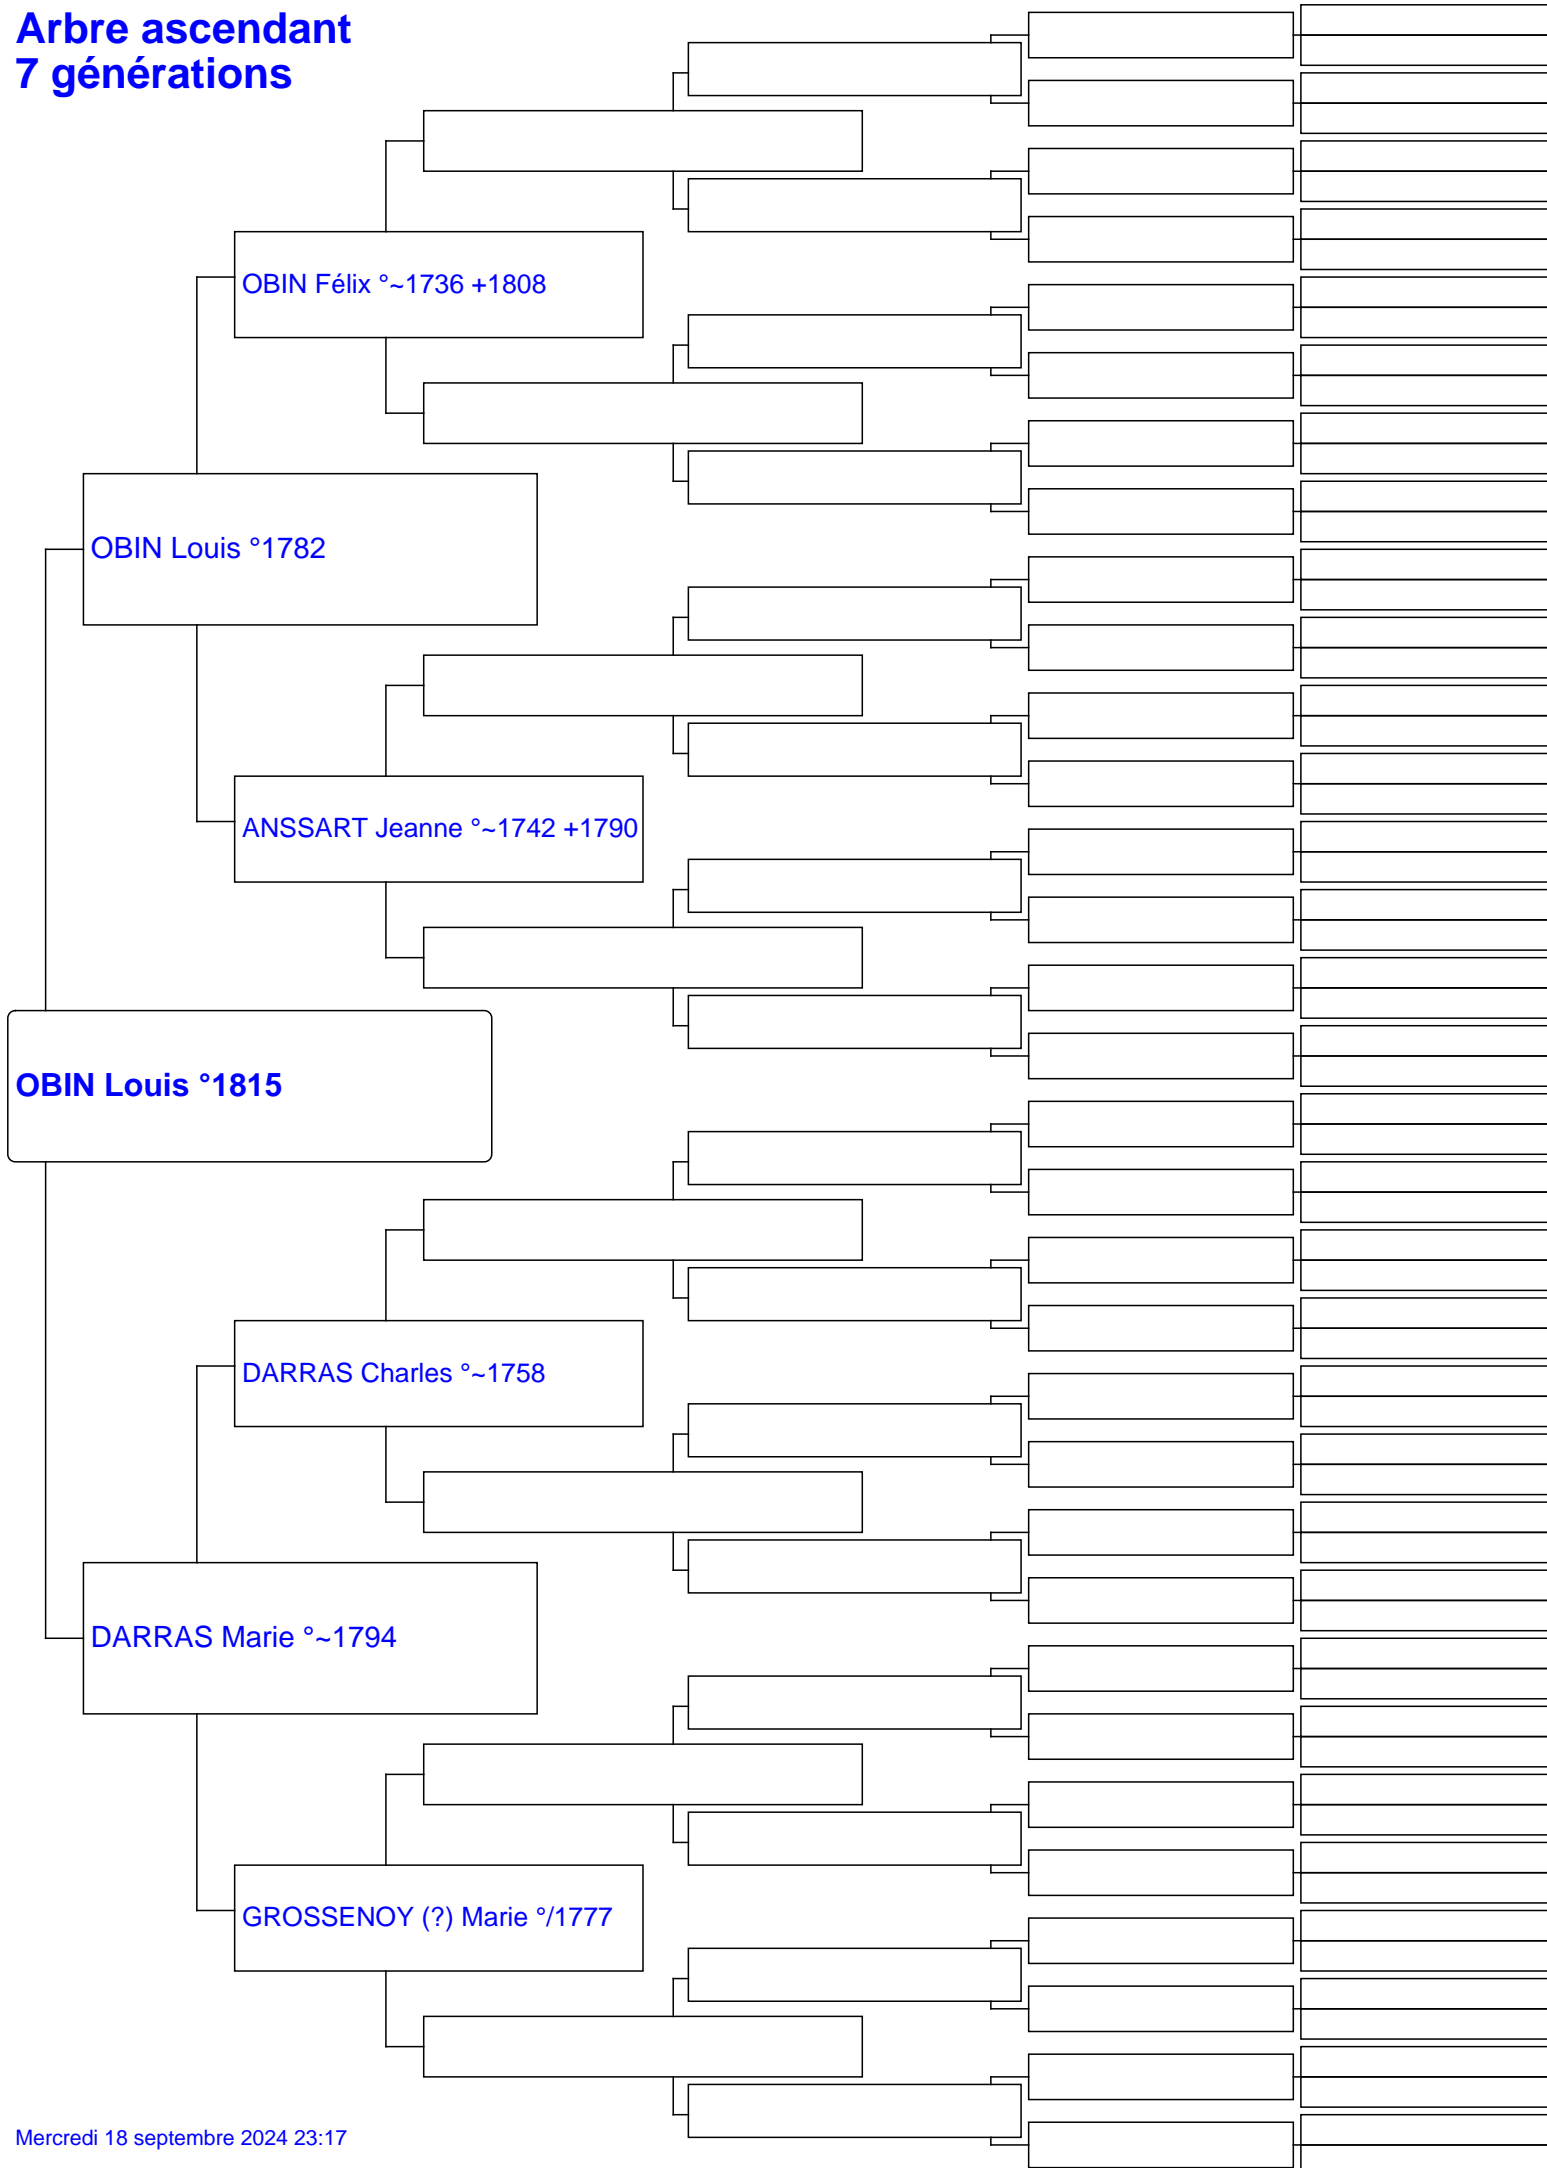 Arbre ascendant
7 générations
OBIN Félix °~1736 +1808
OBIN Louis °1782
ANSSART Jeanne °~1742 +1790
OBIN Louis °1815
DARRAS Charles °~1758
DARRAS Marie °~1794
GROSSENOY (?) Marie °/1777
Mercredi 18 septembre 2024 23:17